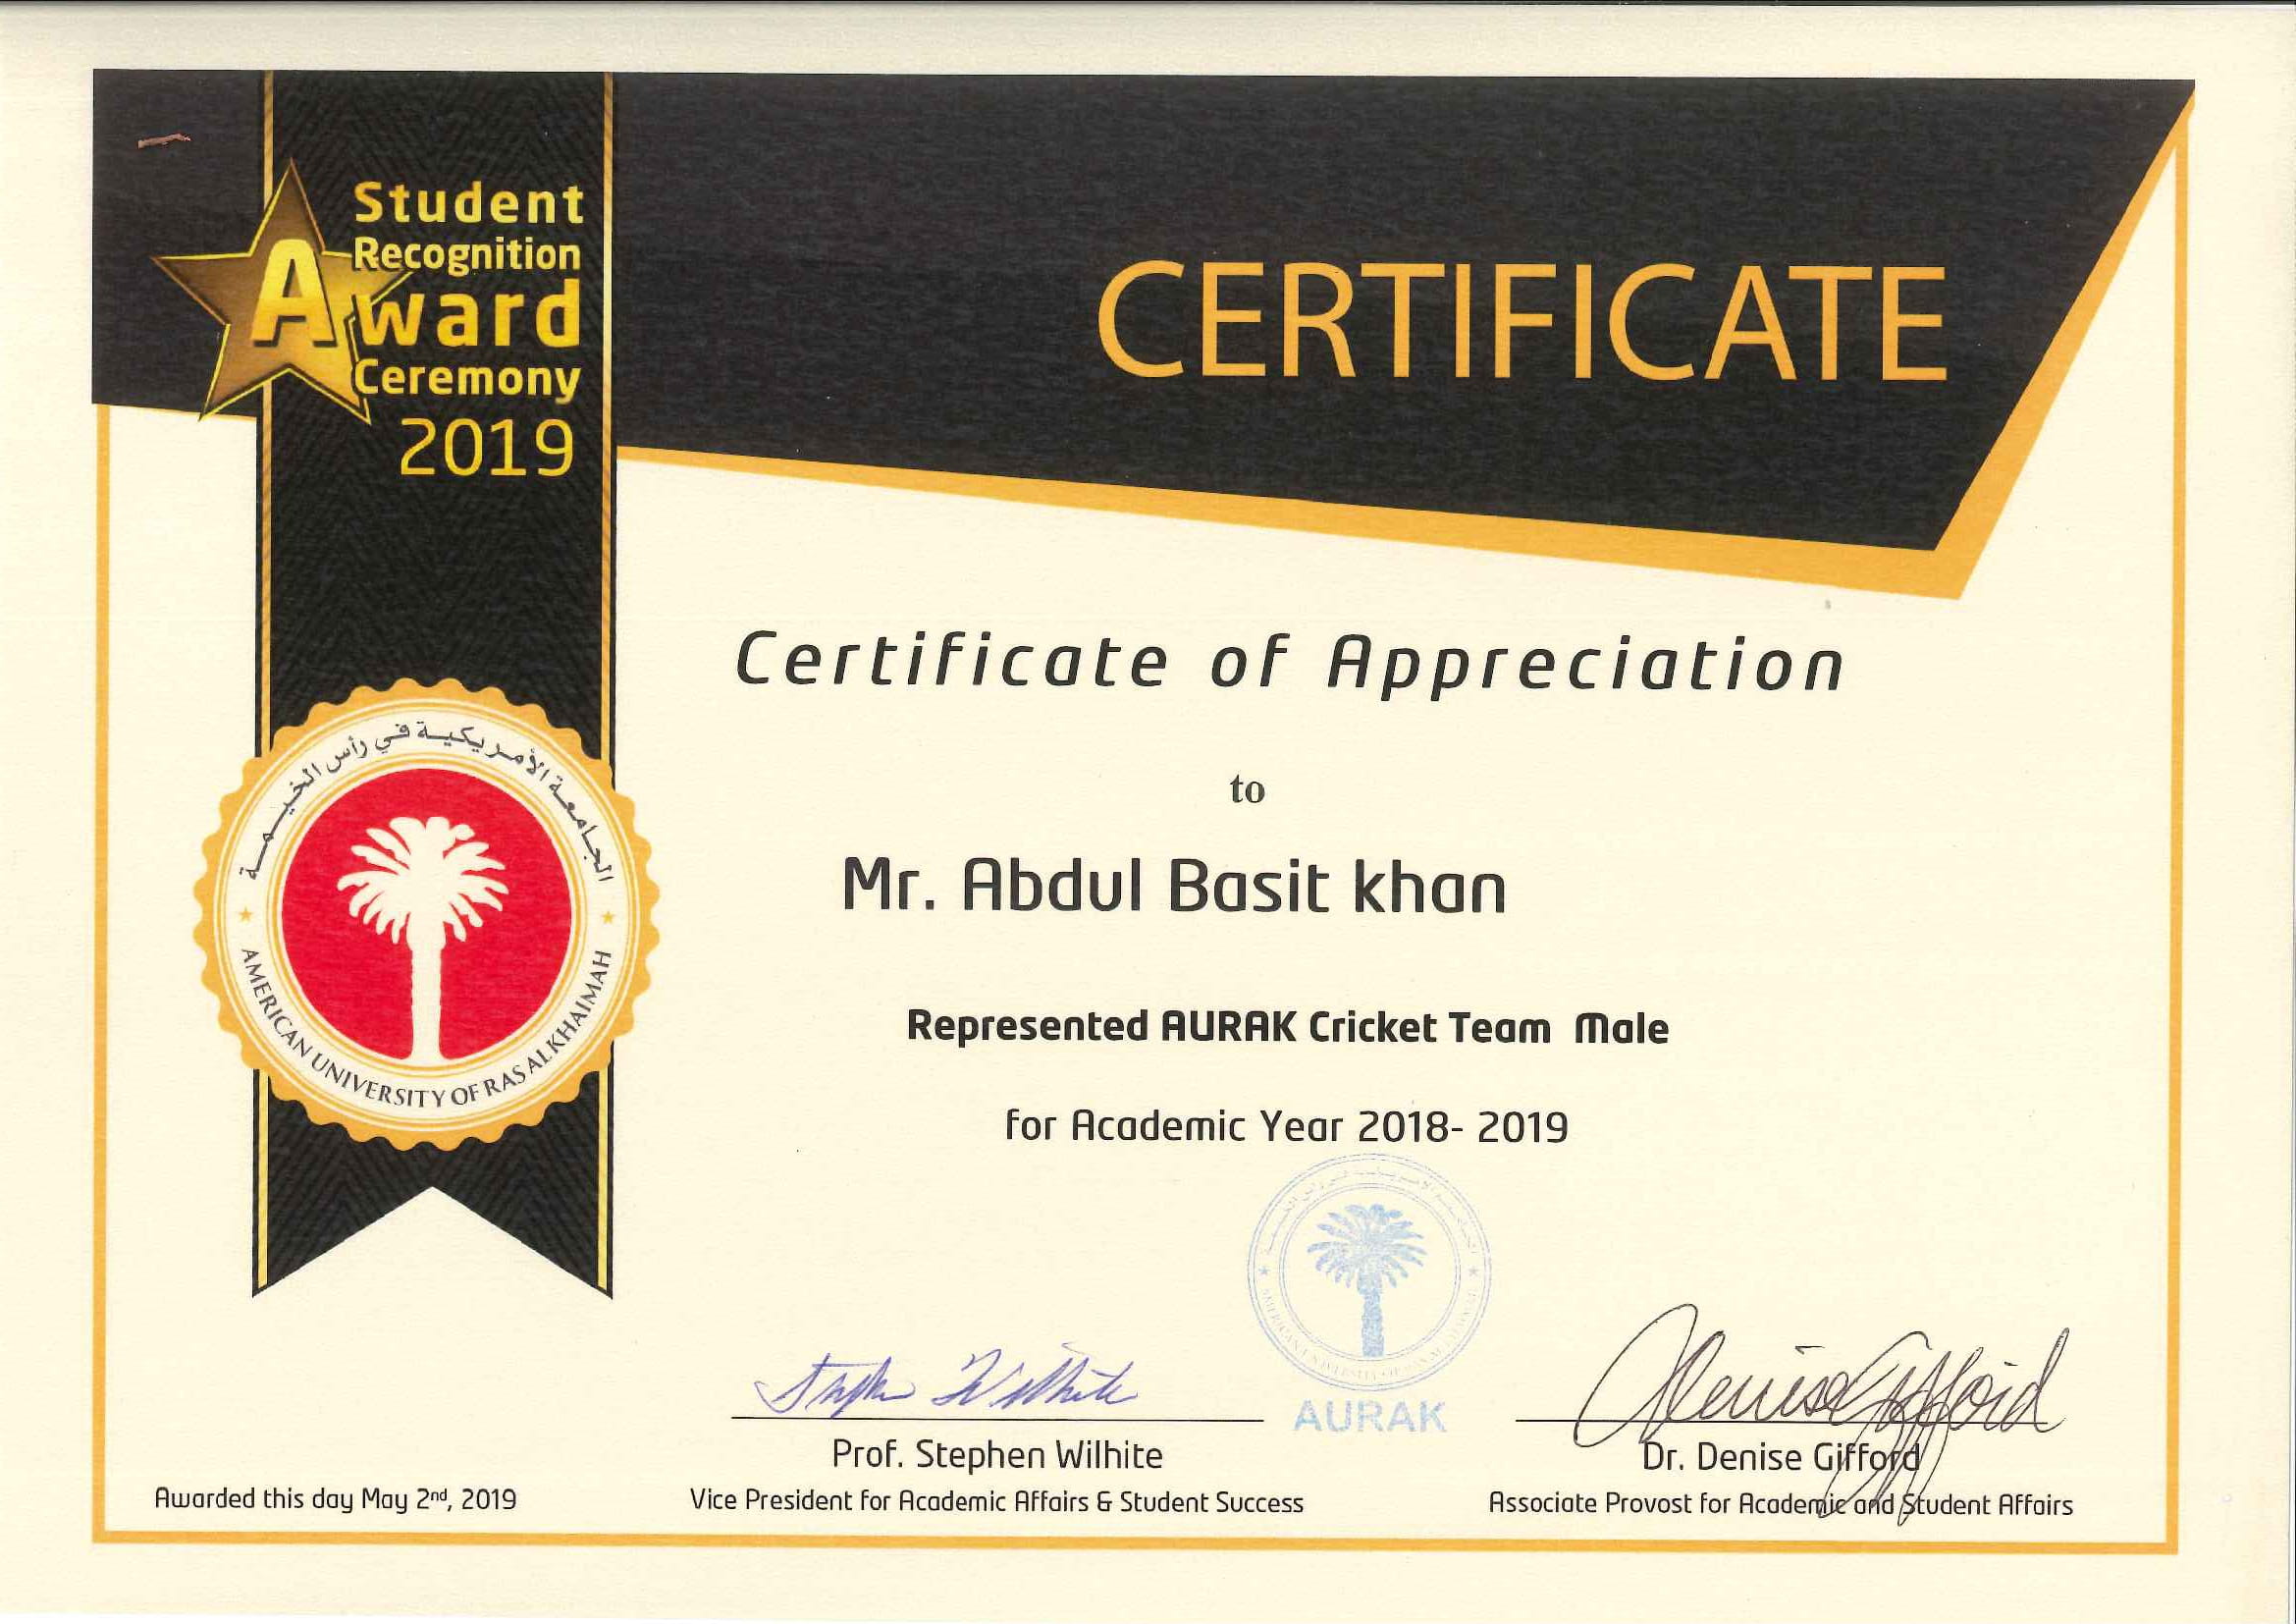 Student
Recognition
Award
Ceremony
2019
CERTIFICATE
Certificate of Appreciation
to
Mr. Abdul Basit khan
Represented AURAK Cricket Team Male
for Academic Year 2018- 2019
الجامعة الأمريكية في رأس الخيمة
AMERICAN UNIVERSITY OF RAS AL KHAIMAH
AURAK
Stephen Wilhite
Denise Gifford
Prof. Stephen Wilhite
Dr. Denise Gifford
Awarded this day May 2nd, 2019
Vice President for Academic Affairs & Student Success
Associate Provost for Academic and Student Affairs